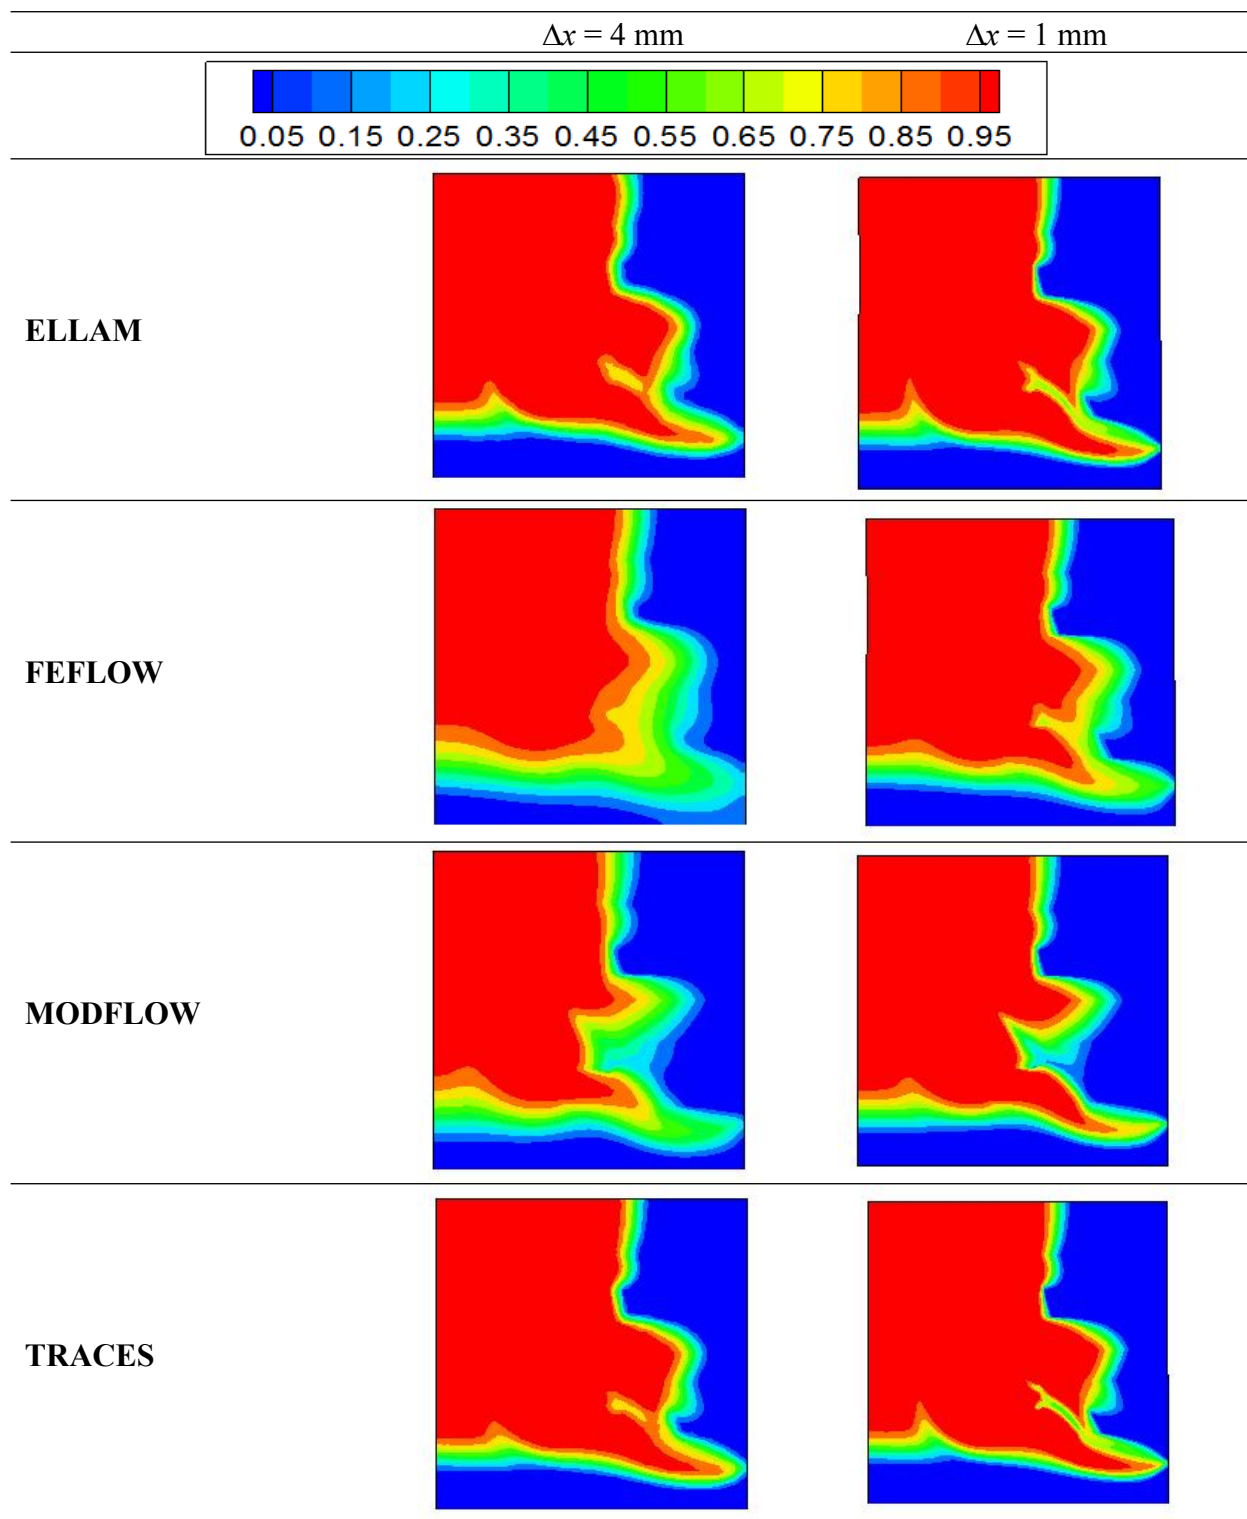 Δx = 4 mm Δx = 1 mm
0.05 0.15 0.25 0.35 0.45 0.55 0.65 0.75 0.85 0.95
ELLAM
FEFLOW
MODFLOW
TRACES